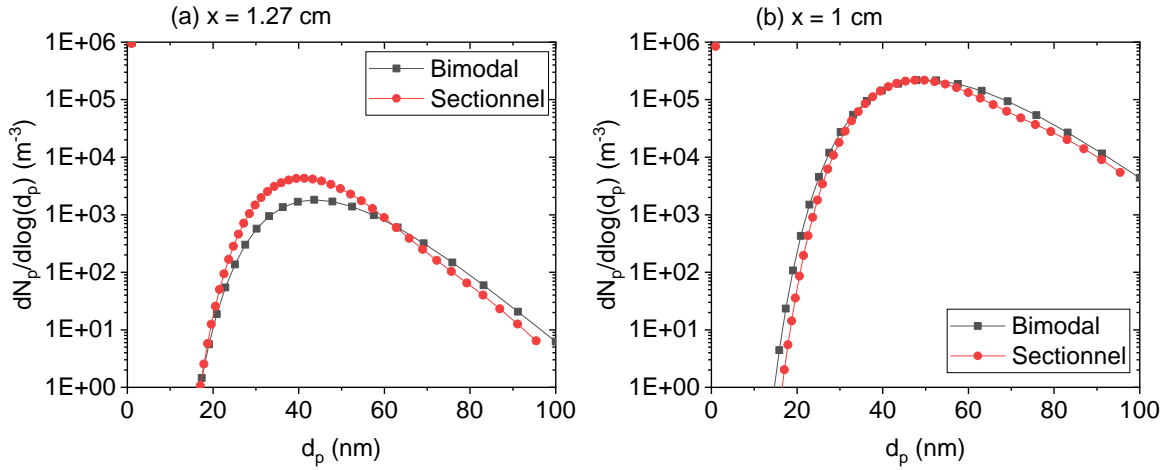 (a) x = 1.27 cm
1E+06
1E+05
1E+04
1E+03
1E+02
1E+01
1E+00
dNp/dlog(dp) (m-3)
Bimodal
Sectionnel
0
20
40
60
80
100
dp (nm)
(b) x = 1 cm
1E+06
1E+05
1E+04
1E+03
1E+02
1E+01
1E+00
dNp/dlog(dp) (m-3)
Bimodal
Sectionnel
0
20
40
60
80
100
dp (nm)